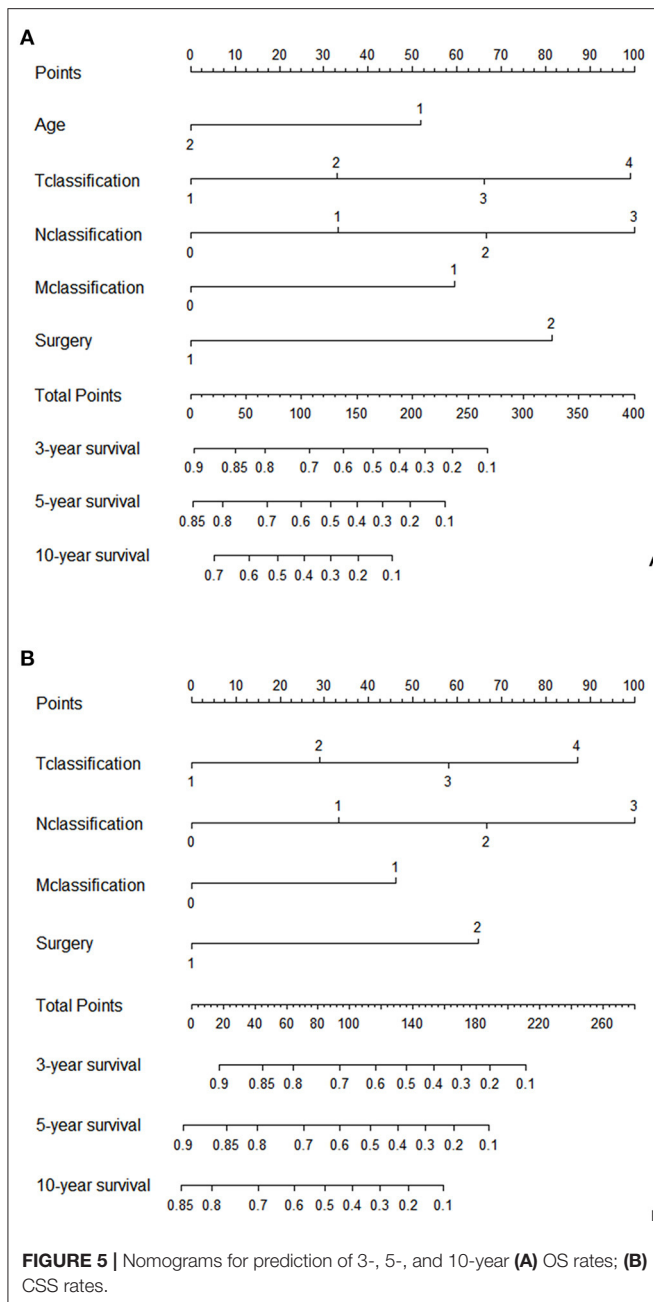 A
Points
0 10 20 30 40 50 60 70 80 90 100
Age
1
2
Tclassification
2 4
1 3
Nclassification
1 3
0 2
Mclassification
1
0
Surgery
2
1
Total Points
0 50 100 150 200 250 300 350 400
3-year survival
0.9 0.85 0.8 0.7 0.6 0.5 0.4 0.3 0.2 0.1
5-year survival
0.85 0.8 0.7 0.6 0.5 0.4 0.3 0.2 0.1
10-year survival
0.7 0.6 0.5 0.4 0.3 0.2 0.1
B
Points
0 10 20 30 40 50 60 70 80 90 100
Tclassification
2 4
1 3
Nclassification
1 3
0 2
Mclassification
1
0
Surgery
2
1
Total Points
0 20 40 60 80 100 140 180 220 260
3-year survival
0.9 0.85 0.8 0.7 0.6 0.5 0.4 0.3 0.2 0.1
5-year survival
0.9 0.85 0.8 0.7 0.6 0.5 0.4 0.3 0.2 0.1
10-year survival
0.85 0.8 0.7 0.6 0.5 0.4 0.3 0.2 0.1
FIGURE 5 | Nomograms for prediction of 3-, 5-, and 10-year (A) OS rates; (B)
CSS rates.